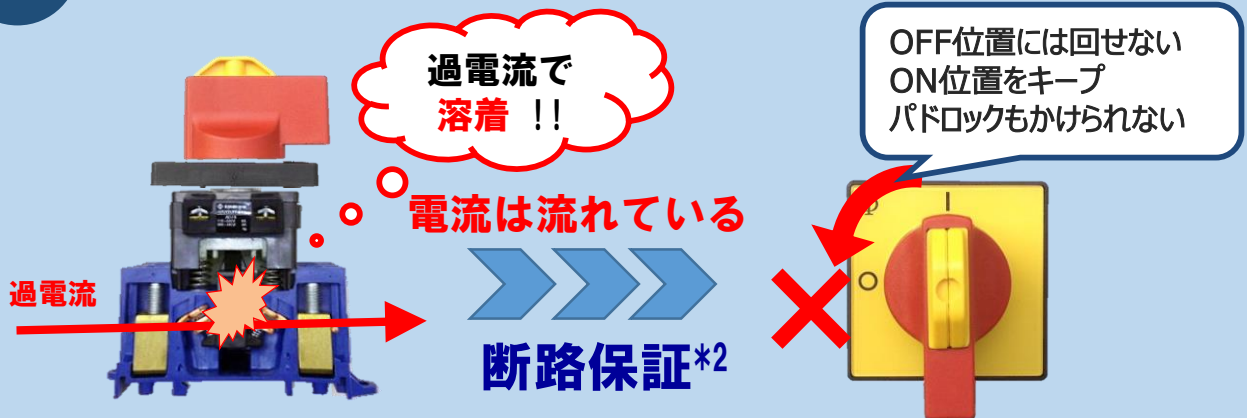 過電流で
溶着 !!
OFF位置には回せない
ON位置をキープ
パドロックもかけられない
電流は流れている
過電流
断路保証*2
I
O